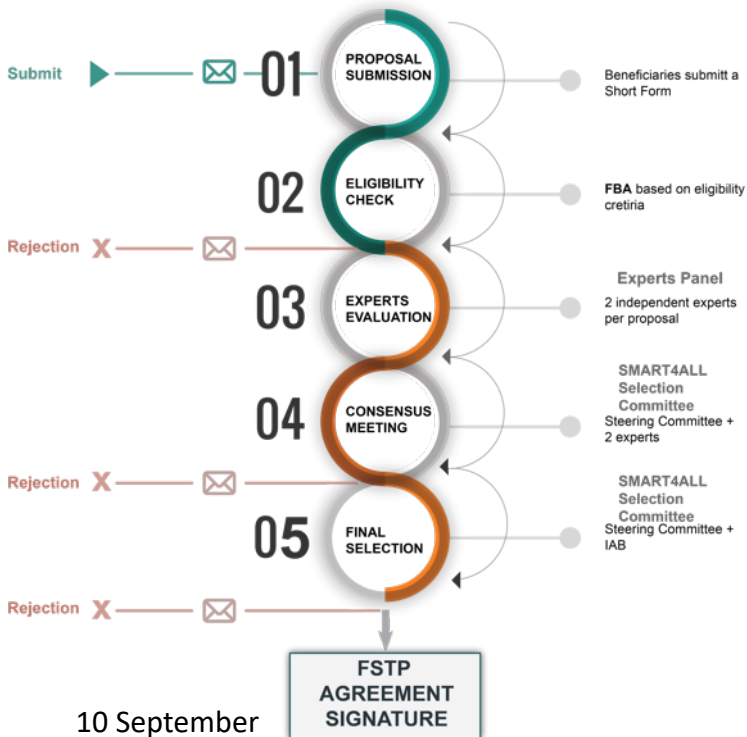 Submit
01
PROPOSAL
SUBMISSION
Beneficiaries submitt a
Short Form
02
ELIGIBILITY
CHECK
FBA based on eligibility
cretiria
Rejection X
03
EXPERTS
EVALUATION
Experts Panel
2 independent experts
per proposal
04
CONSENSUS
MEETING
SMART4ALL
Selection
Committee
Steering Committee +
2 experts
Rejection X
05
FINAL
SELECTION
SMART4ALL
Selection
Committee
Steering Committee +
IAB
Rejection X
FSTP
AGREEMENT
SIGNATURE
10 September